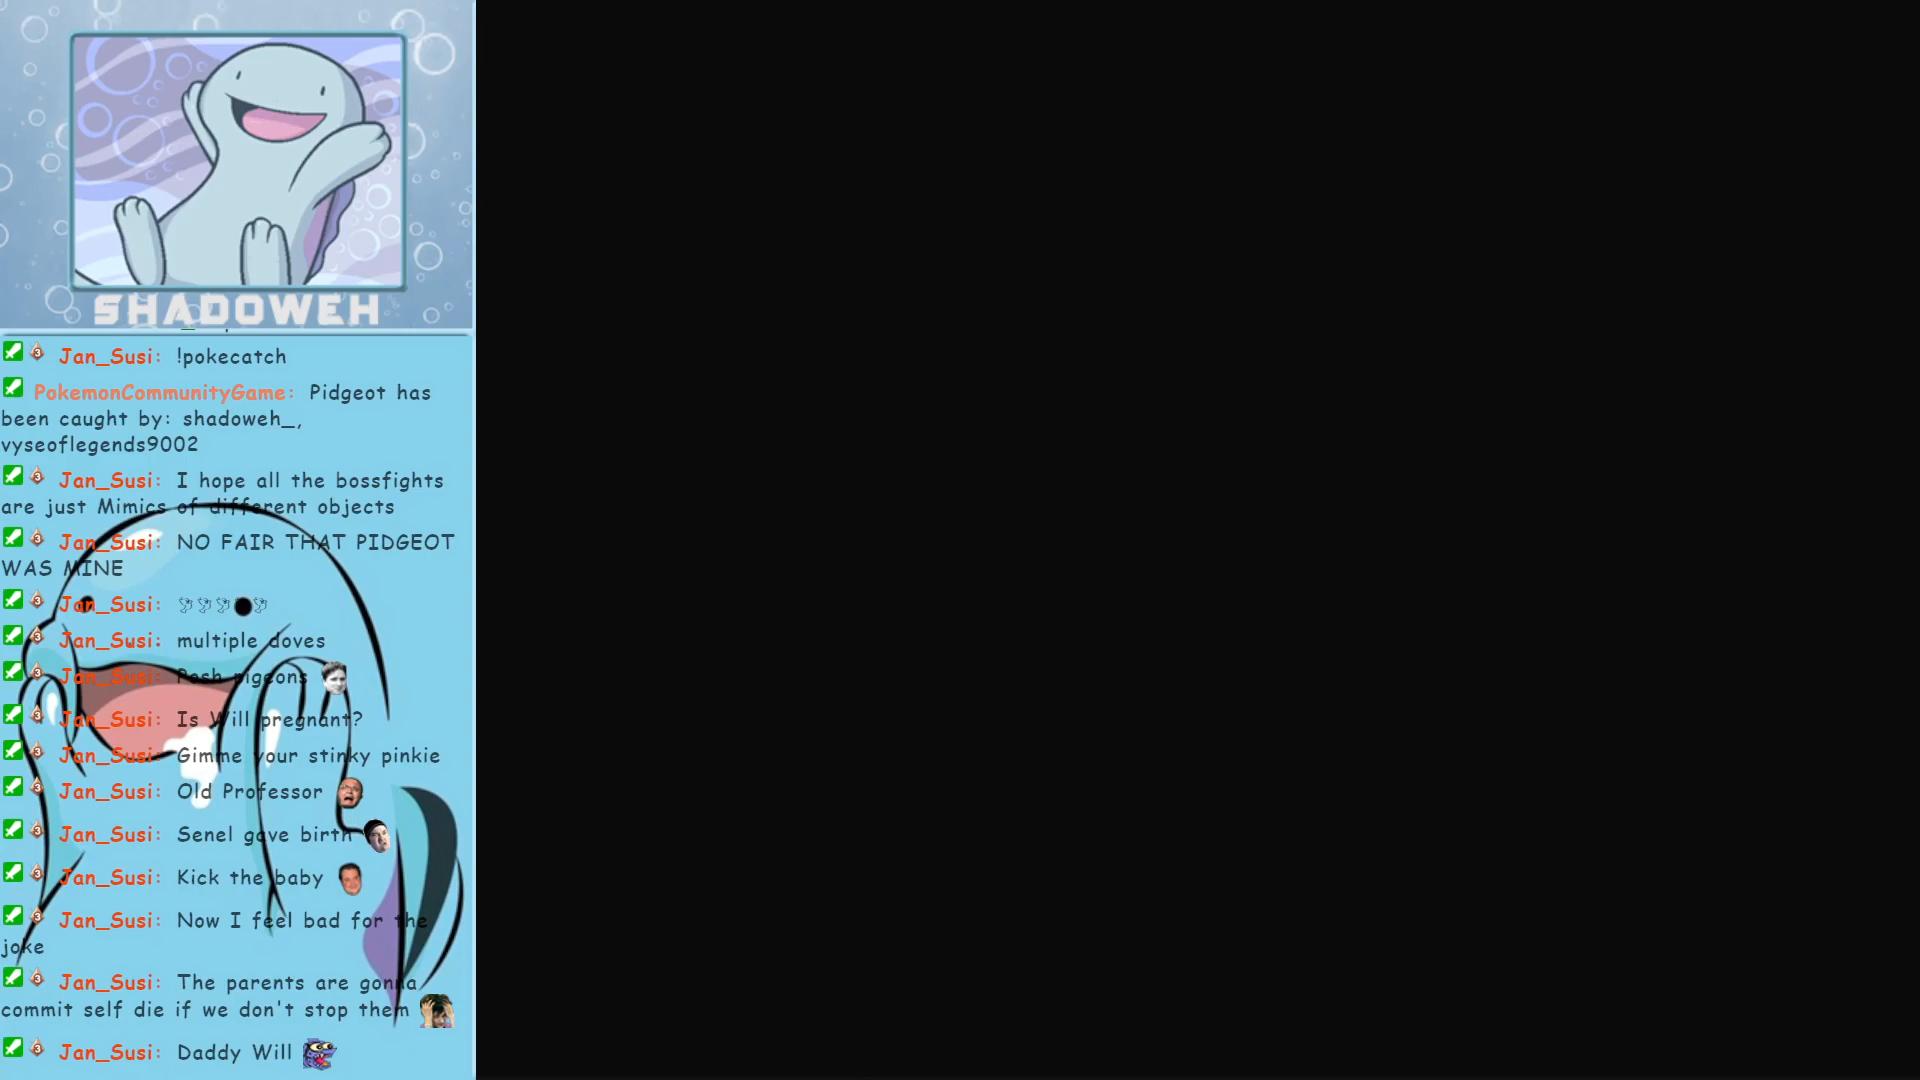 SHADOWEH
Jan_Susi: !pokecatch
PokemonCommunityGame: Pidgeot has
been caught by: shadoweh_,
vyseoflegends9002
Jan_Susi: I hope all the bossfights
are just Mimics of different objects
Jan_Susi: NO FAIR THAT PIDGEOT
WAS MINE
Jan_Susi: 🕊🕊🕊🕊🕊
Jan_Susi: multiple doves
Jan_Susi: Posh pigeons
Jan_Susi: Is Will pregnant?
Jan_Susi: Gimme your stinky pinkie
Jan_Susi: Old Professor
Jan_Susi: Senel gave birth
Jan_Susi: Kick the baby
Jan_Susi: Now I feel bad for the
joke
Jan_Susi: The parents are gonna
commit self die if we don't stop them
Jan_Susi: Daddy Will